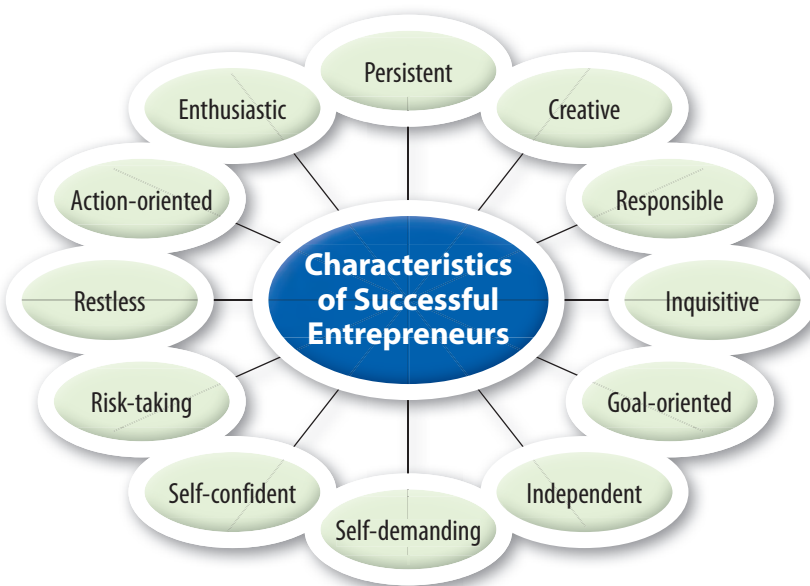 Characteristics
of Successful
Entrepreneurs
Persistent
Creative
Responsible
Inquisitive
Goal-oriented
Independent
Self-demanding
Self-confident
Risk-taking
Restless
Action-oriented
Enthusiastic